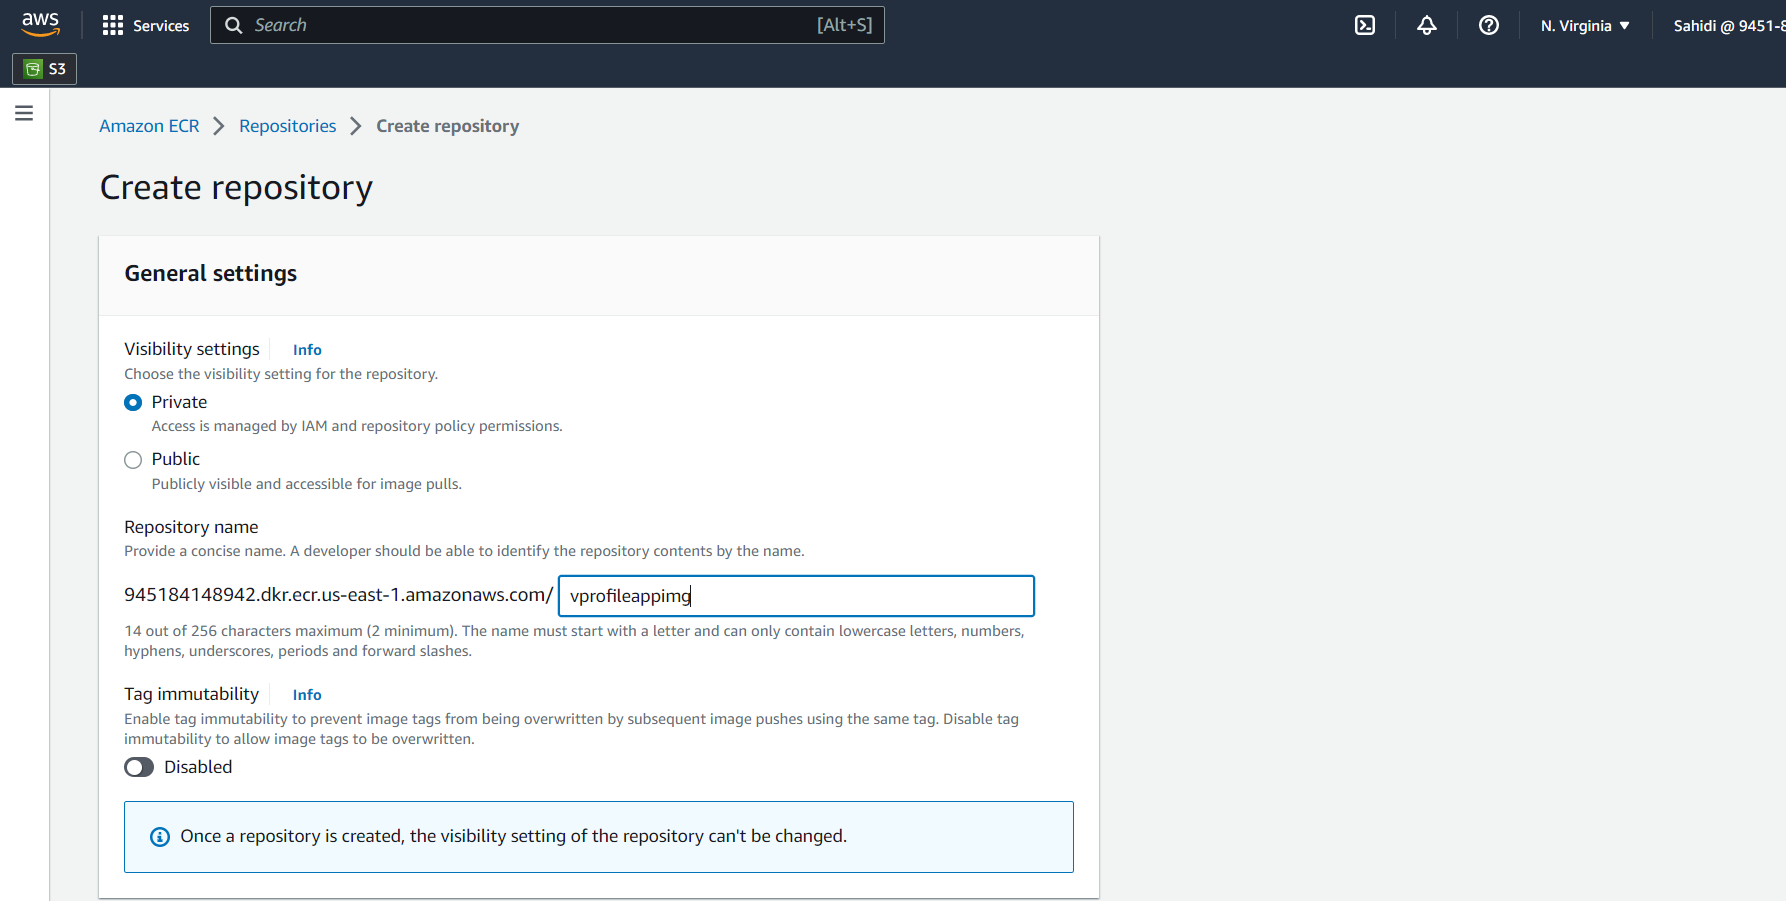 aws
Services
Search
[Alt+S]
N. Virginia
Sahidi @ 9451-8
S3
Amazon ECR
Repositories
Create repository
Create repository
General settings
Visibility settings
Info
Choose the visibility setting for the repository.
Private
Access is managed by IAM and repository policy permissions.
Public
Publicly visible and accessible for image pulls.
Repository name
Provide a concise name. A developer should be able to identify the repository contents by the name.
945184148942.dkr.ecr.us-east-1.amazonaws.com/
vprofileappimg
14 out of 256 characters maximum (2 minimum). The name must start with a letter and can only contain lowercase letters, numbers,
hyphens, underscores, periods and forward slashes.
Tag immutability
Info
Enable tag immutability to prevent image tags from being overwritten by subsequent image pushes using the same tag. Disable tag
immutability to allow image tags to be overwritten.
Disabled
Once a repository is created, the visibility setting of the repository can't be changed.